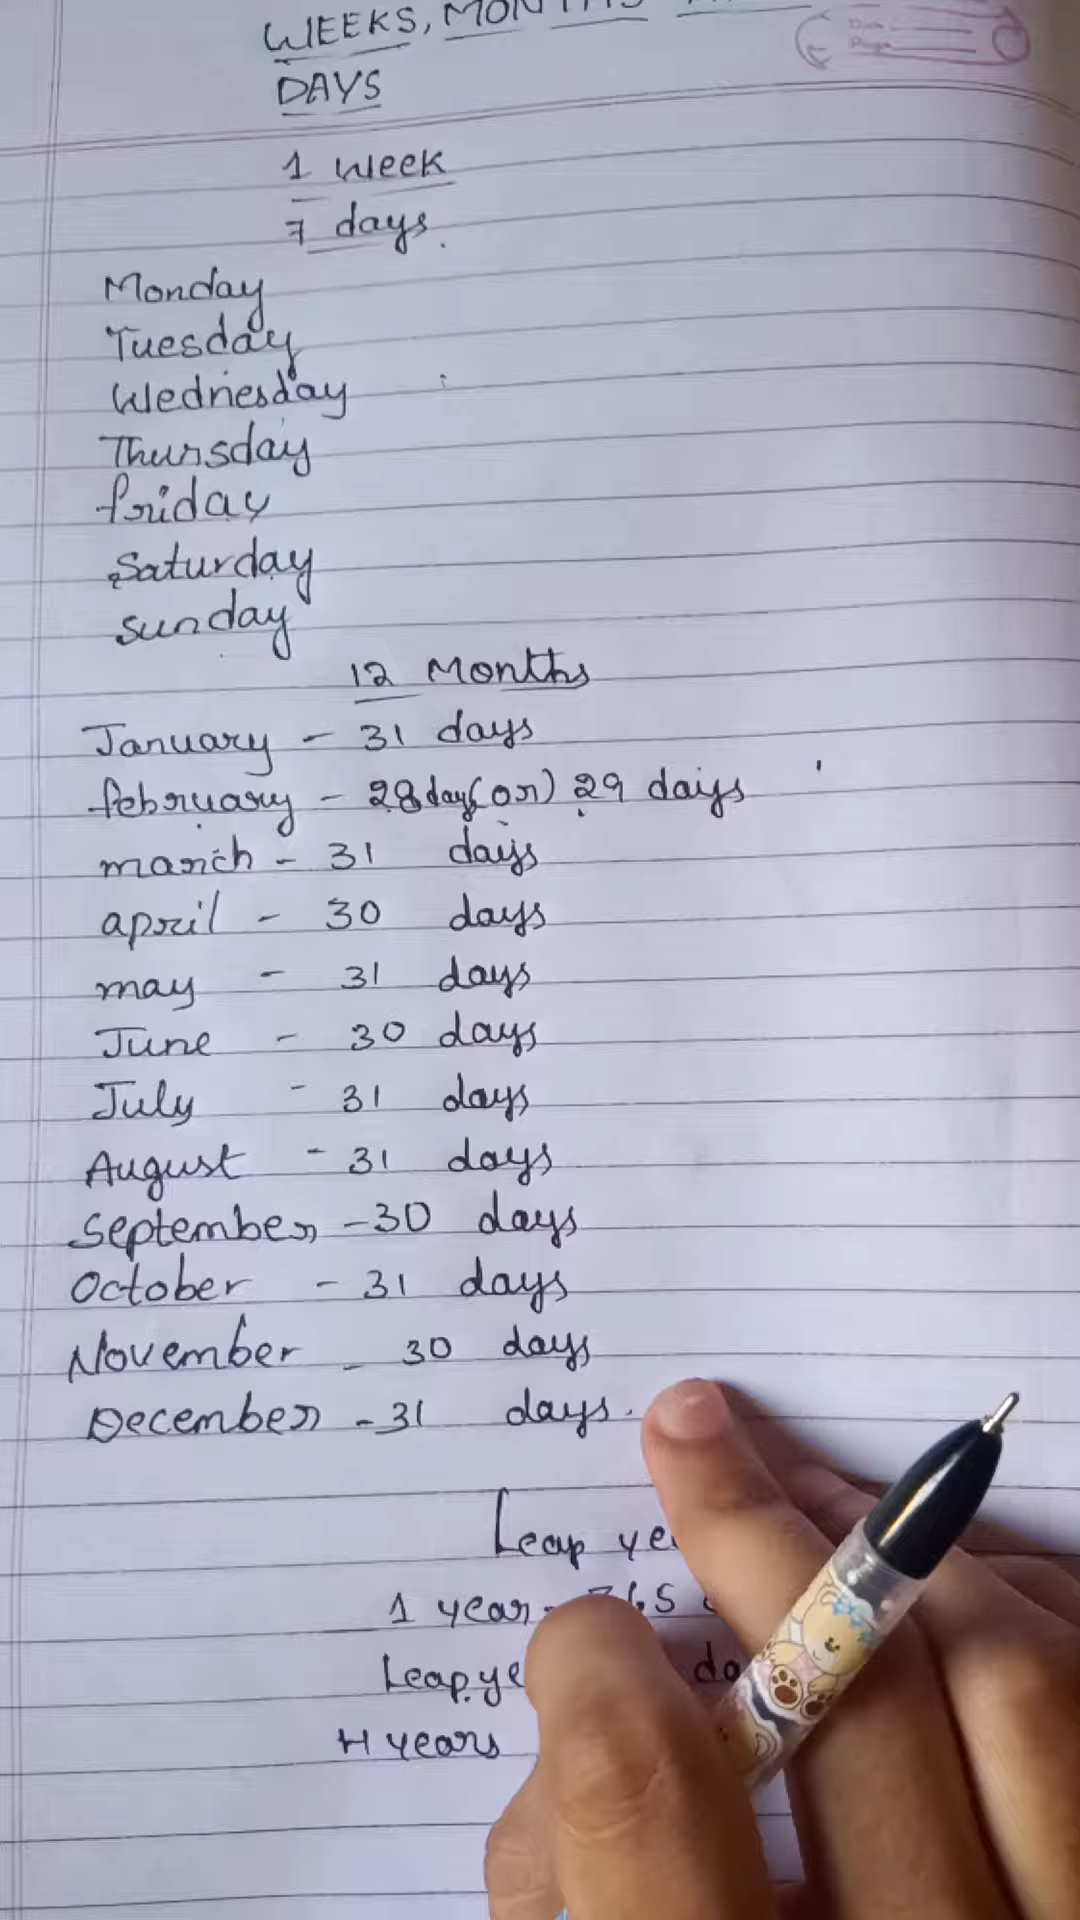 WEEKS, MONTHS
DAYS
1 week
7 days.
Monday
Tuesday
Wednesday
Thursday
friday
Saturday
sunday
12 Months
January - 31 days
february - 28 day(or) 29 days
march - 31 days
april - 30 days
may - 31 days
June - 30 days
July - 31 days
August - 31 days
September - 30 days
October - 31 days
November - 30 days
December - 31 days.
Leap
1 year -
Leap
4 years